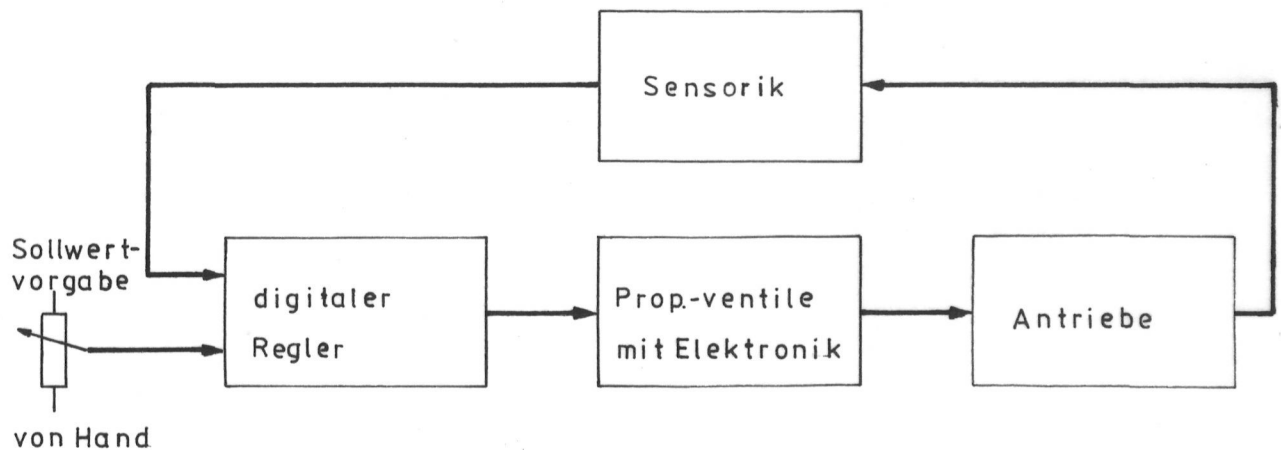 Sensorik
Sollwert-
vorgabe
digitaler
Regler
Prop.-ventile
mit Elektronik
Antriebe
von Hand